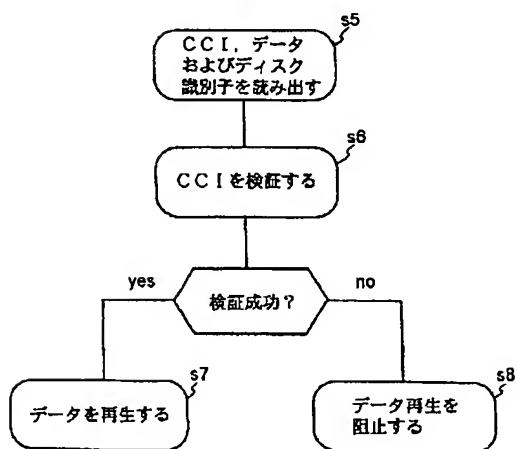 s5
CCI，データ
およびディスク
識別子を読み出す
s6
CCIを検証する
yes
検証成功？
no
s7
データを再生する
s8
データ再生を
阻止する